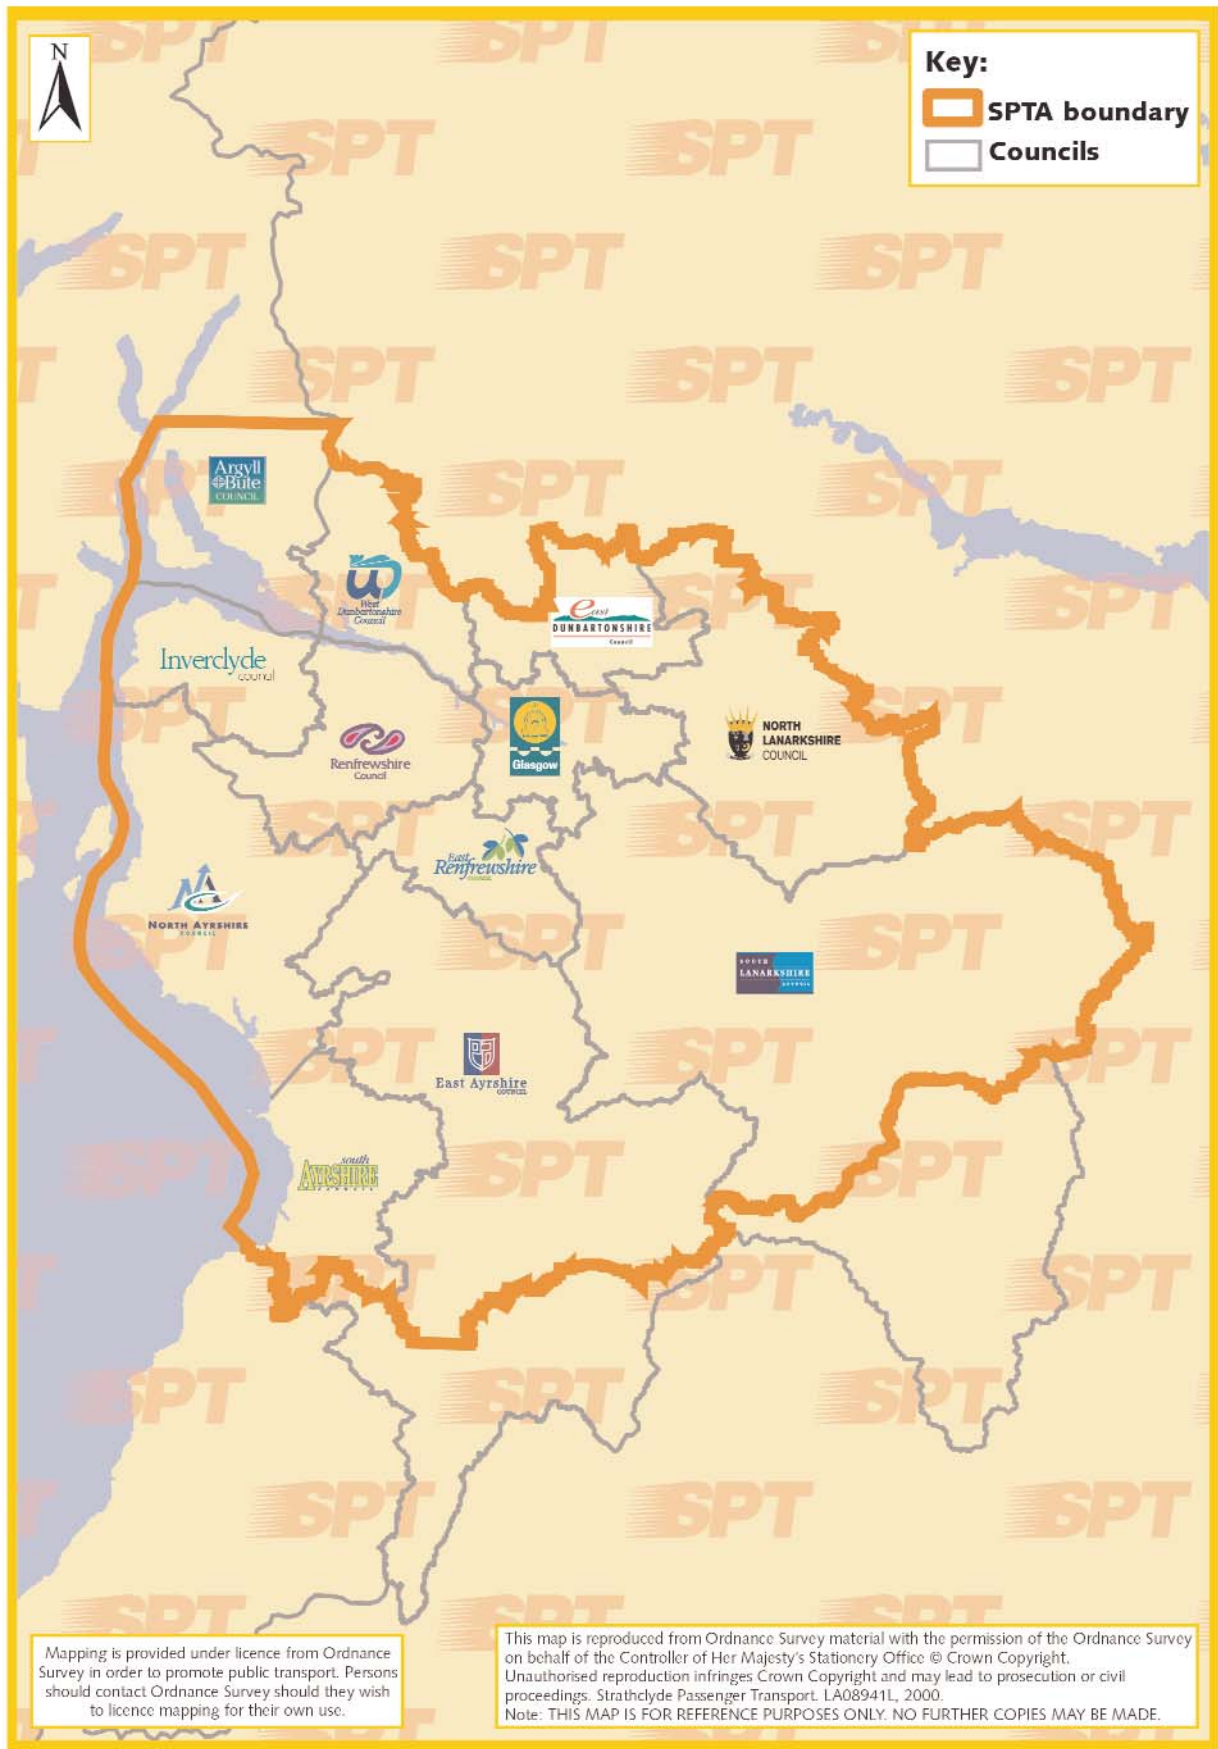 N
Key:
SPTA boundary
Councils
SPT
Argyll
Bute
COUNCIL
West
Dunbartonshire
Council
east
DUNBARTONSHIRE
Council
Inverclyde
council
Renfrewshire
Council
Glasgow
NORTH
LANARKSHIRE
COUNCIL
East
Renfrewshire
COUNCIL
NORTH AYRSHIRE
COUNCIL
SOUTH
LANARKSHIRE
COUNCIL
East Ayrshire
COUNCIL
south
AYRSHIRE
COUNCIL
Mapping is provided under licence from Ordnance
Survey in order to promote public transport. Persons
should contact Ordnance Survey should they wish
to licence mapping for their own use.
This map is reproduced from Ordnance Survey material with the permission of the Ordnance Survey
on behalf of the Controller of Her Majesty's Stationery Office © Crown Copyright.
Unauthorised reproduction infringes Crown Copyright and may lead to prosecution or civil
proceedings. Strathclyde Passenger Transport. LA08941L, 2000.
Note: THIS MAP IS FOR REFERENCE PURPOSES ONLY. NO FURTHER COPIES MAY BE MADE.